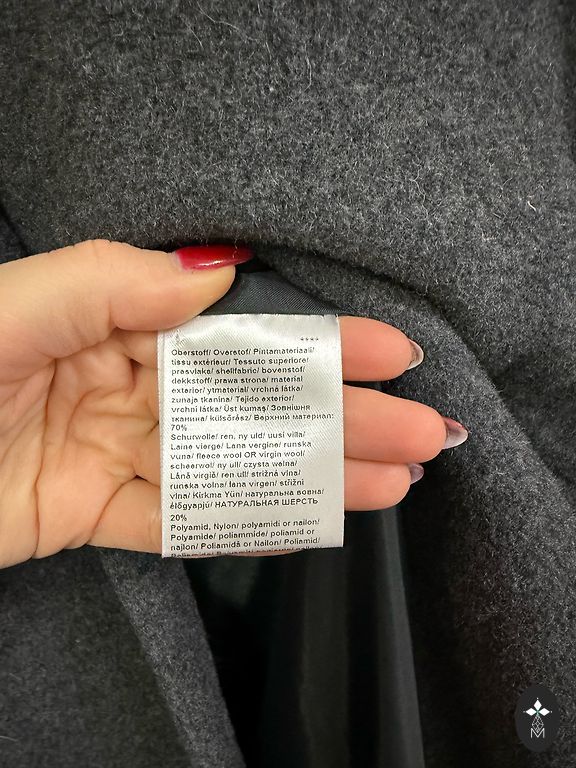 Oberstoff/ Overstof/ Pintamateriaali/
tissu extérieur/ Tessuto superiore/
prasvlaka/ shellfabric/ bovenstof/
dekkstoff/ prawa strona/ material
exterior/ ytmaterial/ vrchná látka/
zunaja tkanina/ Tejido exterior/
vrchní látka/ Üst kumaş/ Зовнішня
тканина/ külsőrész/ Верхний материал:
70%
Schurwolle/ ren, ny uld/ uusi villa/
Laine vierge/ Lana vergine/ runska
vuna/ fleece wool OR virgin wool/
scheerwol/ ny ull/ czysta wełna/
Lână virgiă/ ren ull/ strižná vlna/
runska volna/ lana virgen/ střižní
vlna/ Kirkma Yün/ натуральна вовна/
élőgyapjú/ НАТУРАЛЬНАЯ ШЕРСТЬ
20%
Polyamid, Nylon/ polyamidi or nailon/
Polyamide/ poliammide/ poliamid or
najlon/ Poliamidă or Nailon/ Poliamid/
M